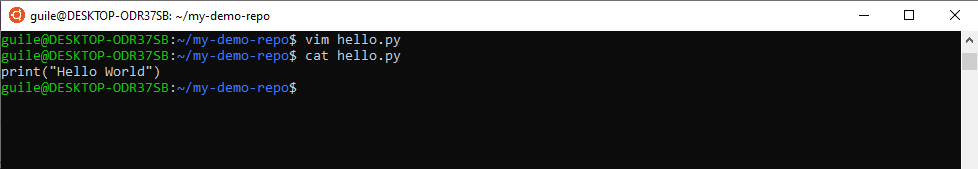 guile@DESKTOP-ODR37SB: ~/my-demo-repo
guile@DESKTOP-ODR37SB:~/my-demo-repo$ vim hello.py
guile@DESKTOP-ODR37SB:~/my-demo-repo$ cat hello.py
print("Hello World")
guile@DESKTOP-ODR37SB:~/my-demo-repo$